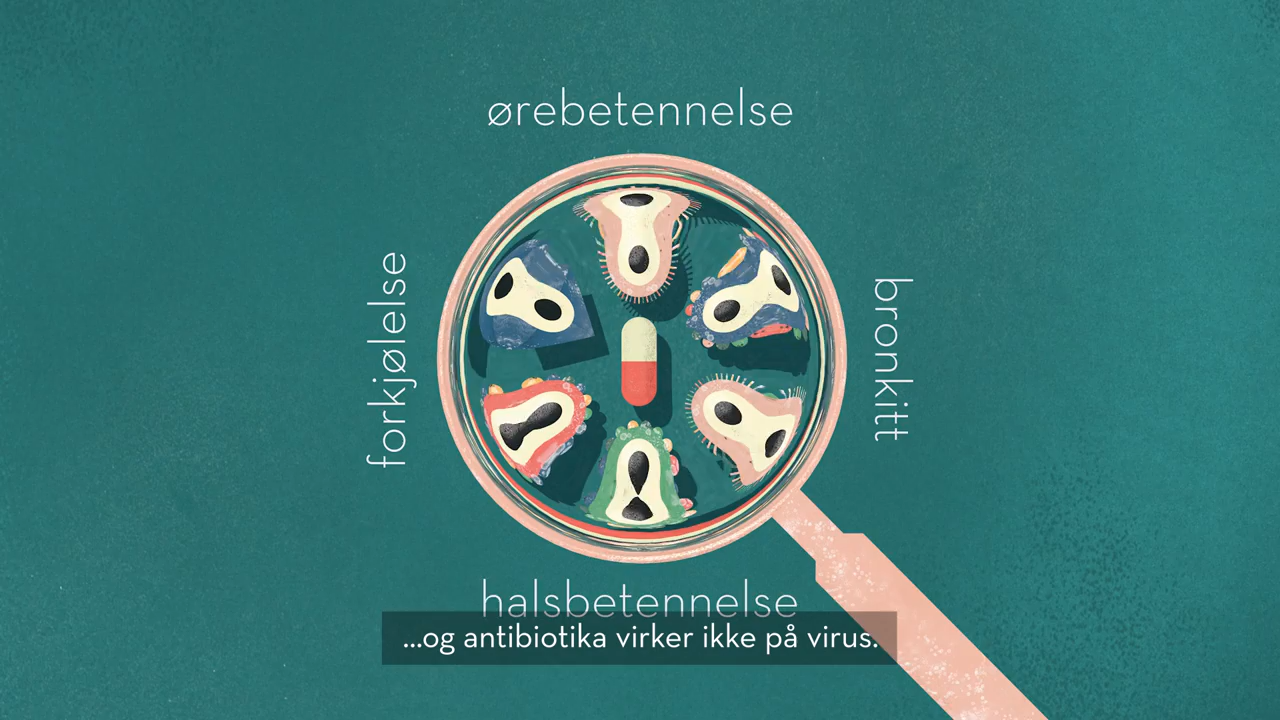 ørebetennelse
forkjølelse
bronkitt
halsbetennelse
...og antibiotika virker ikke på virus.